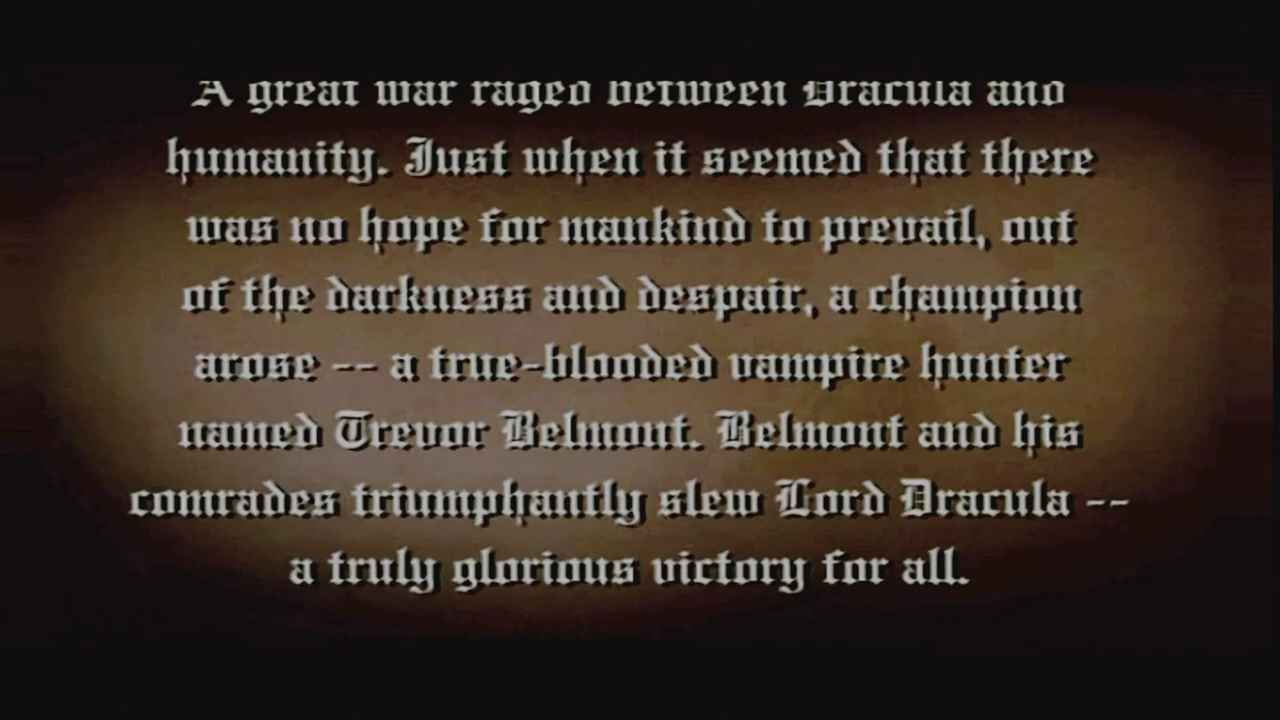 A great war raged between Dracula and
humanity. Just when it seemed that there
was no hope for mankind to prevail, out
of the darkness and despair, a champion
arose -- a true-blooded vampire hunter
named Trevor Belmont. Belmont and his
comrades triumphantly slew Lord Dracula --
a truly glorious victory for all.